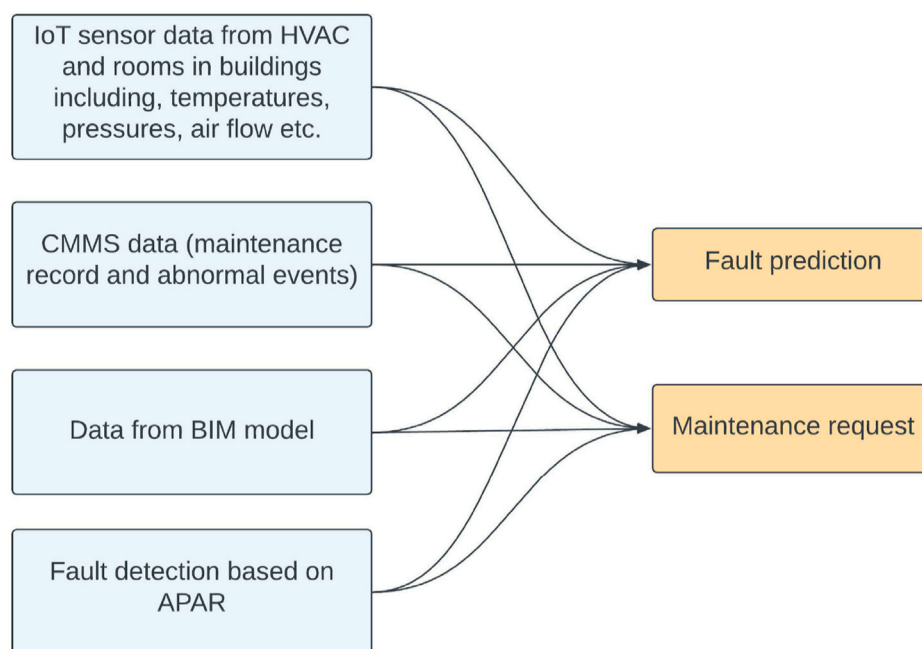 IoT sensor data from HVAC
and rooms in buildings
including, temperatures,
pressures, air flow etc.
CMMS data (maintenance
record and abnormal events)
Data from BIM model
Fault detection based on
APAR
Fault prediction
Maintenance request